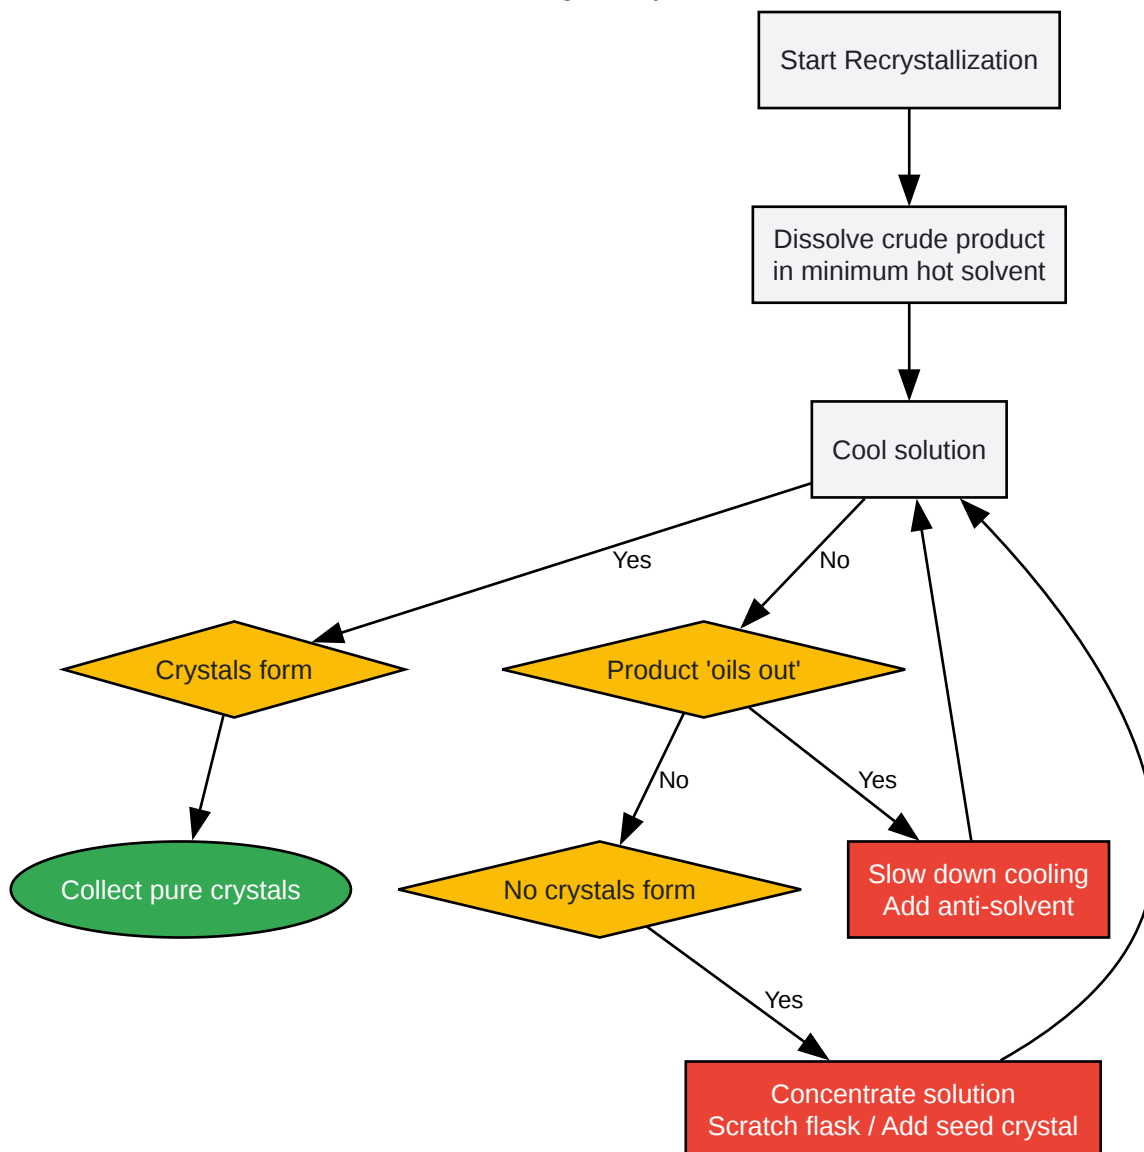 Start Recrystallization
Dissolve crude product
in minimum hot solvent
Cool solution
Yes
No
Crystals form
Product 'oils out'
No
Yes
Collect pure crystals
No crystals form
Slow down cooling
Add anti-solvent
Yes
Concentrate solution
Scratch flask / Add seed crystal